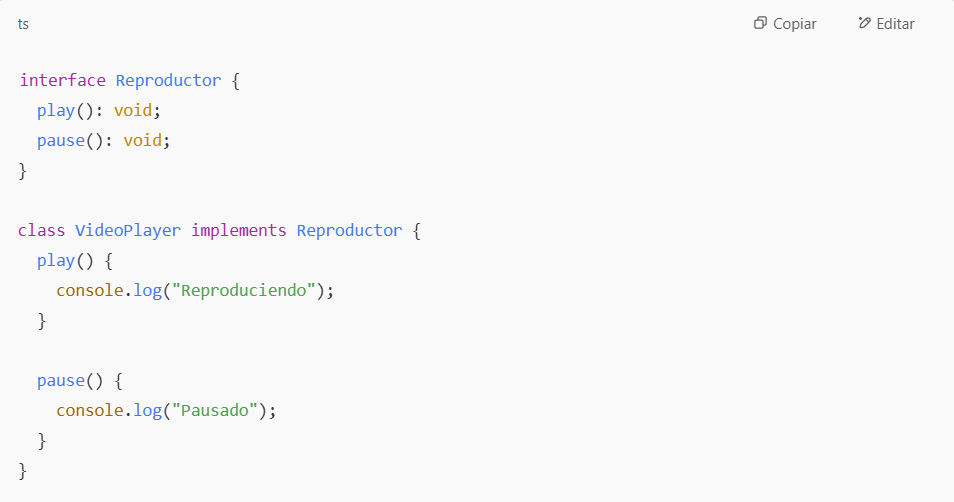 ts Copiar Editar
interface Reproductor {
  play(): void;
  pause(): void;
}
class VideoPlayer implements Reproductor {
  play() {
    console.log("Reproduciendo");
  }
  pause() {
    console.log("Pausado");
  }
}